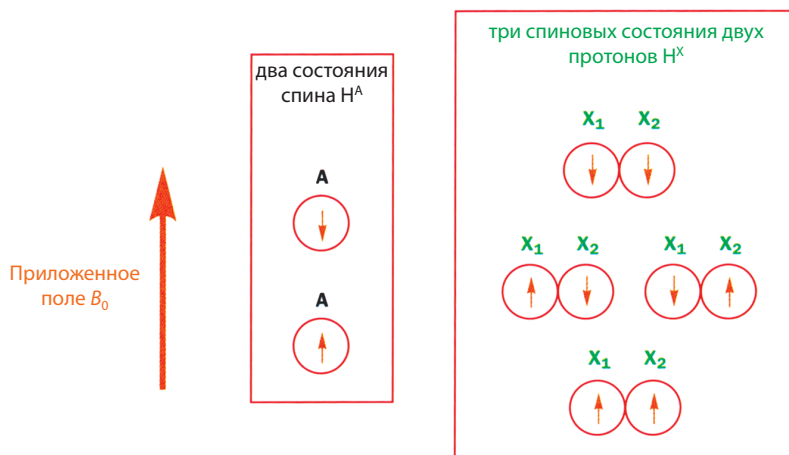 три спиновых состояния двух
протонов Hˣ
два состояния
спина Hᴬ
X₁ X₂
A
X₁ X₂ X₁ X₂
Приложенное
поле B₀
A
X₁ X₂